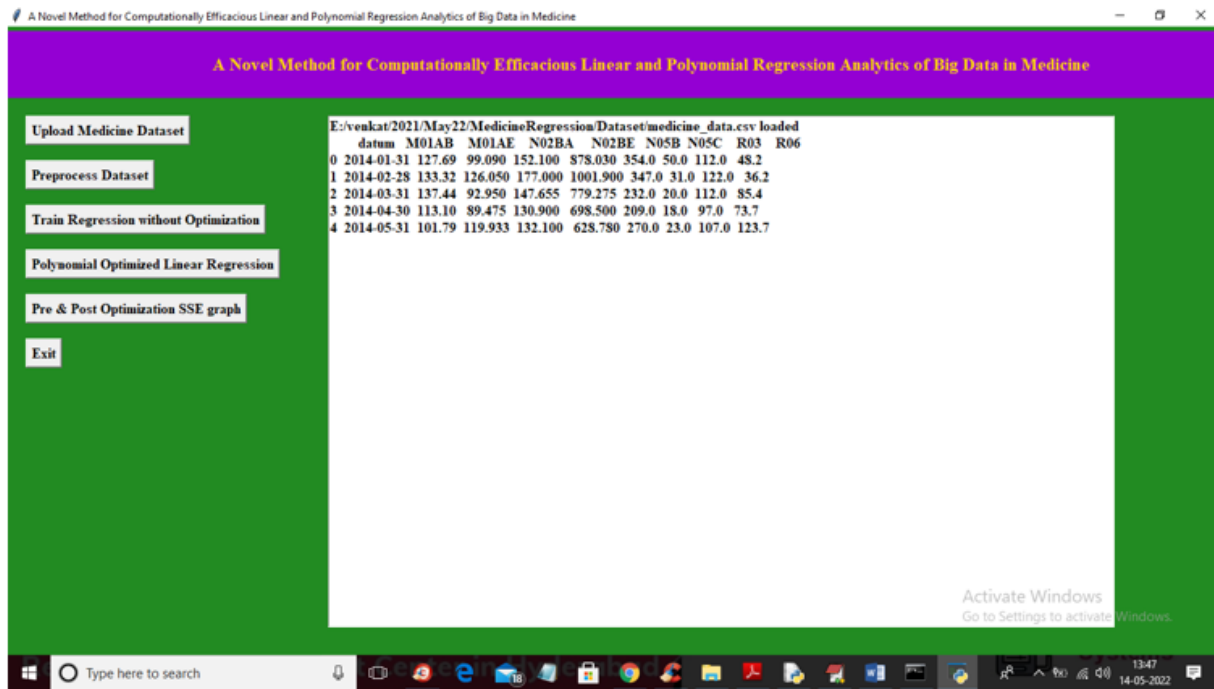 A Novel Method for Computationally Efficacious Linear and Polynomial Regression Analytics of Big Data in Medicine
A Novel Method for Computationally Efficacious Linear and Polynomial Regression Analytics of Big Data in Medicine
Upload Medicine Dataset
Preprocess Dataset
Train Regression without Optimization
Polynomial Optimized Linear Regression
Pre & Post Optimization SSE graph
Exit
E:/venkat/2021/May22/MedicineRegression/Dataset/medicine_data.csv loaded
datum M01AB M01AE N02BA N02BE N05B N05C R03 R06
0 2014-01-31 127.69 99.090 152.100 878.030 354.0 50.0 112.0 48.2
1 2014-02-28 133.32 126.050 177.000 1001.900 347.0 31.0 122.0 36.2
2 2014-03-31 137.44 92.950 147.655 779.275 232.0 20.0 112.0 85.4
3 2014-04-30 113.10 89.475 130.900 698.500 209.0 18.0 97.0 73.7
4 2014-05-31 101.79 119.933 132.100 628.780 270.0 23.0 107.0 123.7
Activate Windows
Go to Settings to activate Windows.
Type here to search
18
13:47
14-05-2022